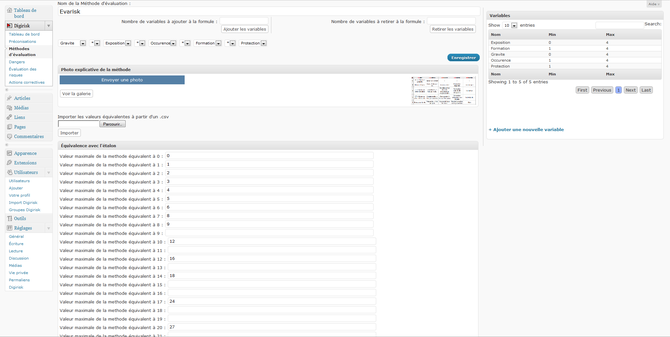 Tableau de
bord
Digirisk
Tableau de bord
Préconisations
Méthodes
d'évaluation
Dangers
Évaluation des
risques
Actions correctives
Articles
Médias
Liens
Pages
Commentaires
Apparence
Extensions
Utilisateurs
Utilisateurs
Ajouter
Votre profil
Import Digirisk
Groupes Digirisk
Outils
Réglages
Général
Écriture
Lecture
Discussion
Médias
Vie privée
Permaliens
Digirisk
Nom de la Méthode d'évaluation :
Evarisk
Nombre de variables à ajouter à la formule :
Ajouter les variables
Nombre de variables à retirer à la formule :
Retirer les variables
Gravite * Exposition * Occurence * Formation * Protection
Enregistrer
Photo explicative de la méthode
Envoyer une photo
Voir la galerie
Importer les valeurs équivalentes à partir d'un .csv
Parcourir...
Importer
Équivalence avec l'étalon
Valeur maximale de la methode équivalent à 0 : 0
Valeur maximale de la methode équivalent à 1 : 1
Valeur maximale de la methode équivalent à 2 : 2
Valeur maximale de la methode équivalent à 3 : 3
Valeur maximale de la methode équivalent à 4 : 4
Valeur maximale de la methode équivalent à 5 : 5
Valeur maximale de la methode équivalent à 6 : 6
Valeur maximale de la methode équivalent à 7 : 8
Valeur maximale de la methode équivalent à 8 : 9
Valeur maximale de la methode équivalent à 9 :
Valeur maximale de la methode équivalent à 10 : 12
Valeur maximale de la methode équivalent à 11 :
Valeur maximale de la methode équivalent à 12 : 16
Valeur maximale de la methode équivalent à 13 :
Valeur maximale de la methode équivalent à 14 : 18
Valeur maximale de la methode équivalent à 15 :
Valeur maximale de la methode équivalent à 16 :
Valeur maximale de la methode équivalent à 17 : 24
Valeur maximale de la methode équivalent à 18 :
Valeur maximale de la methode équivalent à 19 :
Valeur maximale de la methode équivalent à 20 : 27
Aide
Variables
Show 10 entries
Search:
Nom Min Max
Exposition 0 4
Formation 1 4
Gravite 0 4
Occurence 1 4
Protection 1 4
Nom Min Max
Showing 1 to 5 of 5 entries
First Previous 1 Next Last
+ Ajouter une nouvelle variable